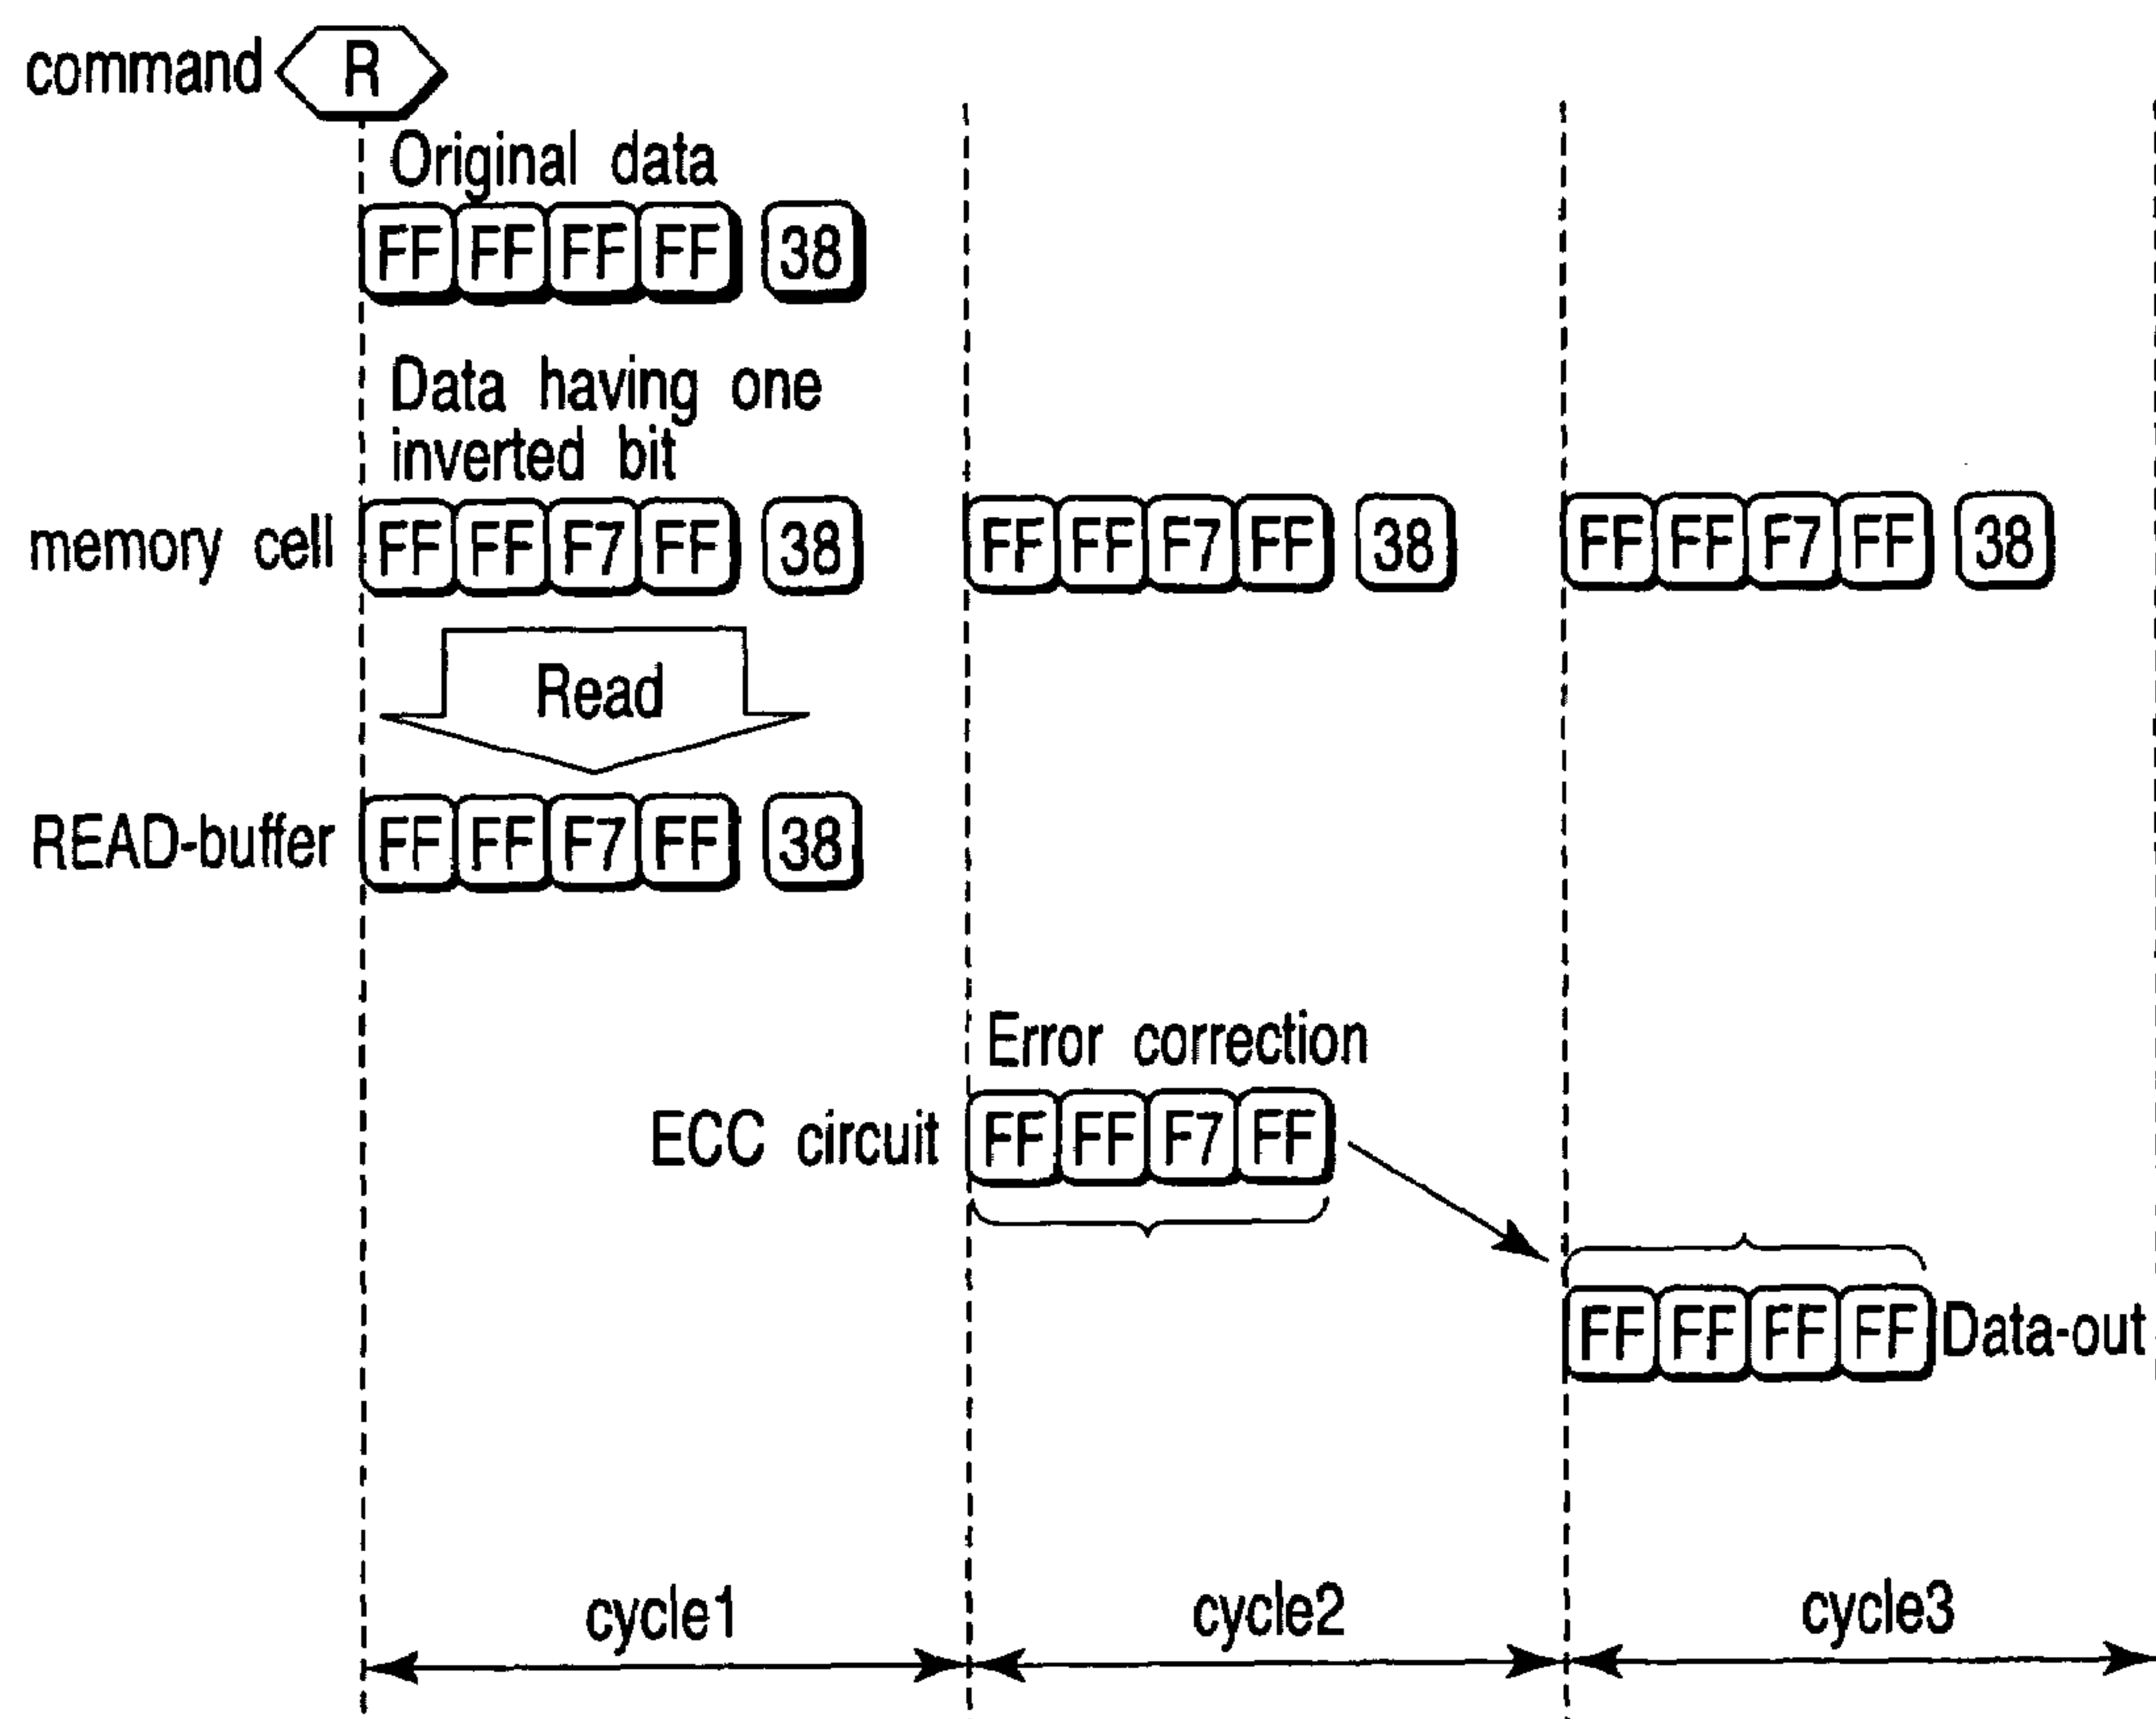 command R
Original data
FF FF FF FF 38
Data having one
inverted bit
memory cell FF FF F7 FF 38 FF FF F7 FF 38 FF FF F7 FF 38
Read
READ-buffer FF FF F7 FF 38
Error correction
ECC circuit FF FF F7 FF
FF FF FF FF Data-out
cycle1 cycle2 cycle3